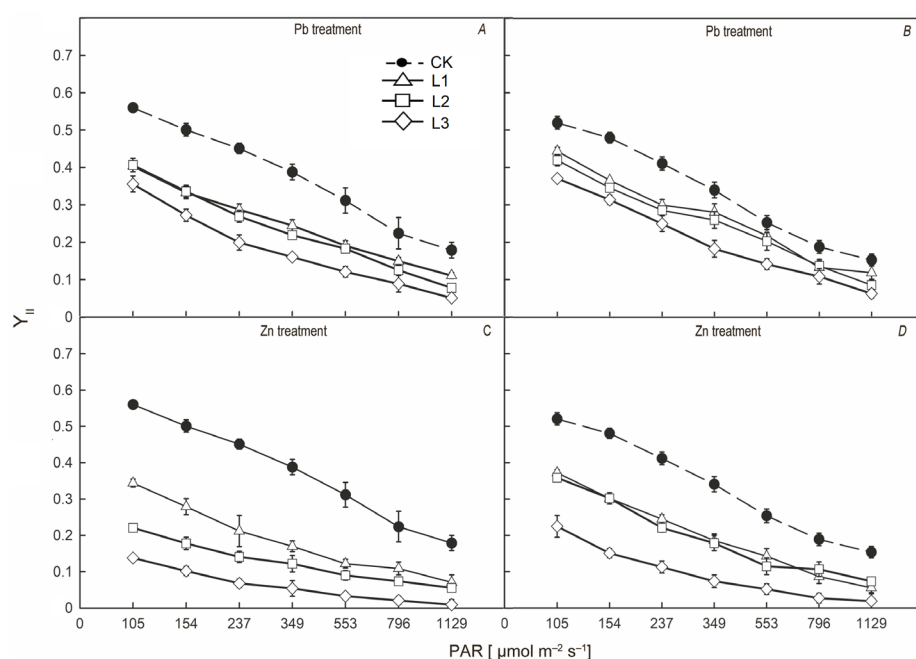 Pb treatment A
0.7
0.6
0.5
0.4
0.3
0.2
0.1
0
CK
L1
L2
L3
Pb treatment B
Y_II
Zn treatment C
0.7
0.6
0.5
0.4
0.3
0.2
0.1
0
0 105 154 237 349 553 796 1129
Zn treatment D
0 105 154 237 349 553 796 1129
PAR [ µmol m⁻² s⁻¹]